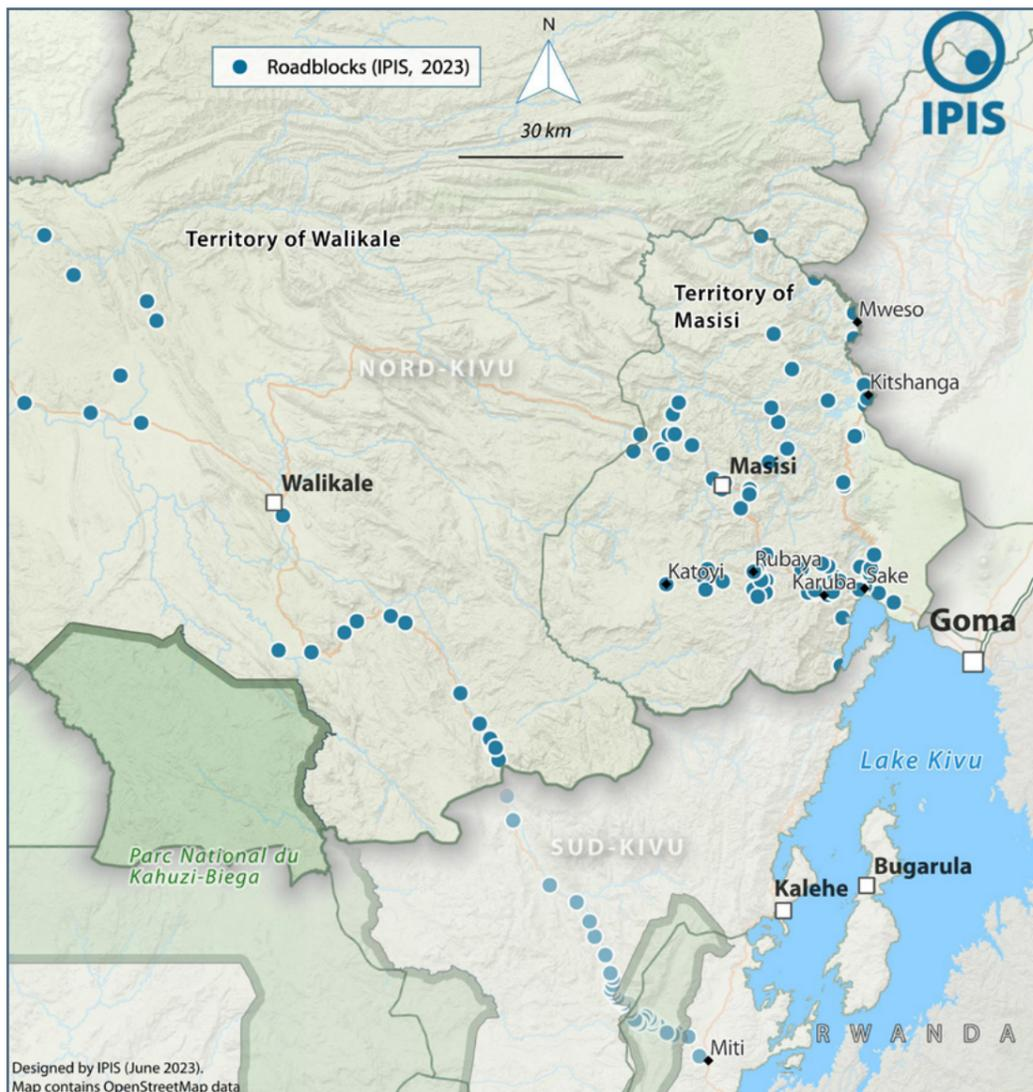 N
Roadblocks (IPIS, 2023)
IPIS
30 km
Territory of Walikale
Territory of
Masisi
Mweso
NORD-KIVU
Kitshanga
Masisi
Walikale
Rubaya
Katoyi
Karuba
Sake
Goma
Lake Kivu
SUD-KIVU
Parc National du
Kahuzi-Biega
Bugarula
Kalehe
RWANDA
Miti
Designed by IPIS (June 2023).
Map contains OpenStreetMap data